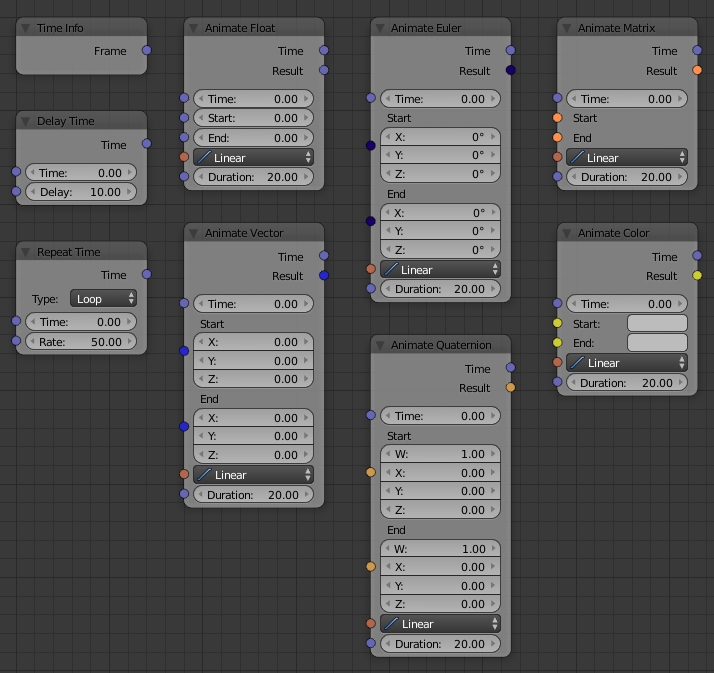 Time Info
Frame
Delay Time
Time
Time: 0.00
Delay: 10.00
Repeat Time
Time
Type: Loop
Time: 0.00
Rate: 50.00
Animate Float
Time
Result
Time: 0.00
Start: 0.00
End: 0.00
Linear
Duration: 20.00
Animate Vector
Time
Result
Time: 0.00
Start
X: 0.00
Y: 0.00
Z: 0.00
End
X: 0.00
Y: 0.00
Z: 0.00
Linear
Duration: 20.00
Animate Euler
Time
Result
Time: 0.00
Start
X: 0°
Y: 0°
Z: 0°
End
X: 0°
Y: 0°
Z: 0°
Linear
Duration: 20.00
Animate Quaternion
Time
Result
Time: 0.00
Start
W: 1.00
X: 0.00
Y: 0.00
Z: 0.00
End
W: 1.00
X: 0.00
Y: 0.00
Z: 0.00
Linear
Duration: 20.00
Animate Matrix
Time
Result
Time: 0.00
Start
End
Linear
Duration: 20.00
Animate Color
Time
Result
Time: 0.00
Start:
End:
Linear
Duration: 20.00